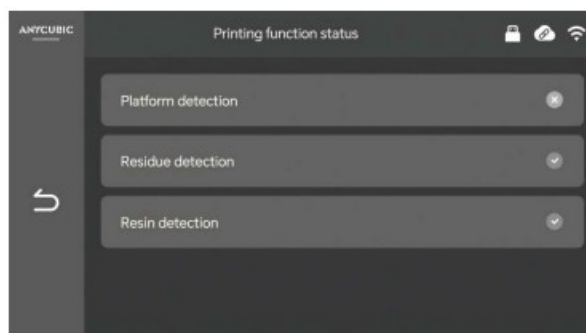 ANYCUBIC
Printing function status
Platform detection
Residue detection
Resin detection